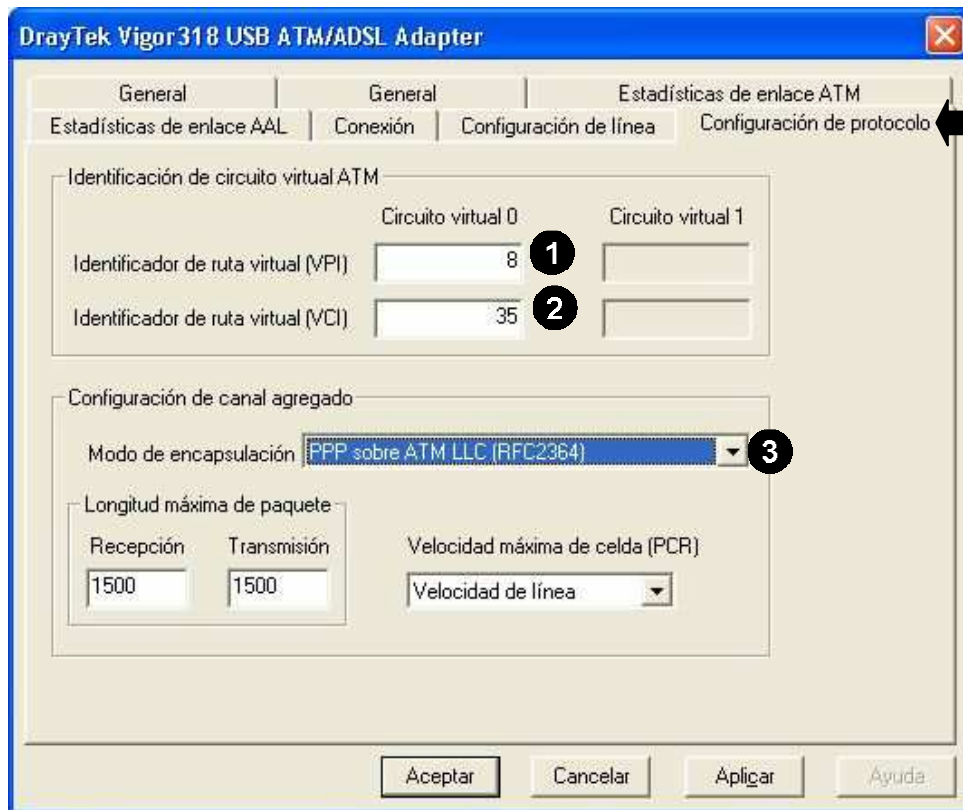 DrayTek Vigor318 USB ATM/ADSL Adapter
General General Estadísticas de enlace ATM
Estadísticas de enlace AAL Conexión Configuración de línea Configuración de protocolo
Identificación de circuito virtual ATM
Circuito virtual 0 Circuito virtual 1
Identificador de ruta virtual (VPI) 8 1
Identificador de ruta virtual (VCI) 35 2
Configuración de canal agregado
Modo de encapsulación PPP sobre ATM LLC (RFC2364) 3
Longitud máxima de paquete
Recepción Transmisión Velocidad máxima de celda (PCR)
1500 1500 Velocidad de línea
Aceptar Cancelar Aplicar Ayuda